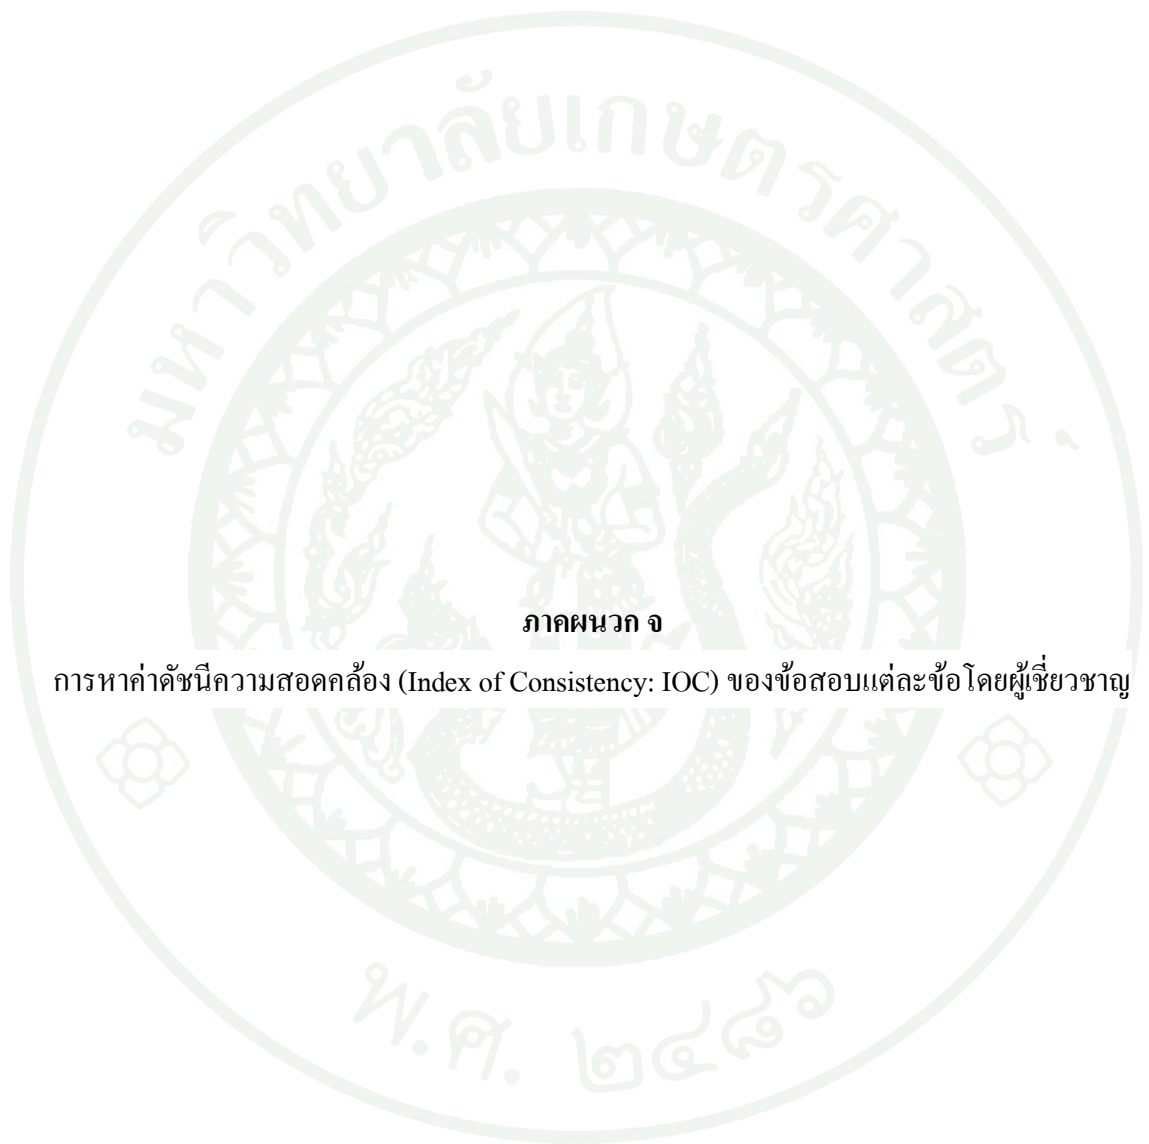 มหาวิทยาลัยเกษตรศาสตร์
ภาคผนวก จ
การหาค่าดัชนีความสอดคล้อง (Index of Consistency: IOC) ของข้อสอบแต่ละข้อโดยผู้เชี่ยวชาญ
พ.ศ. ๒๔๘๖